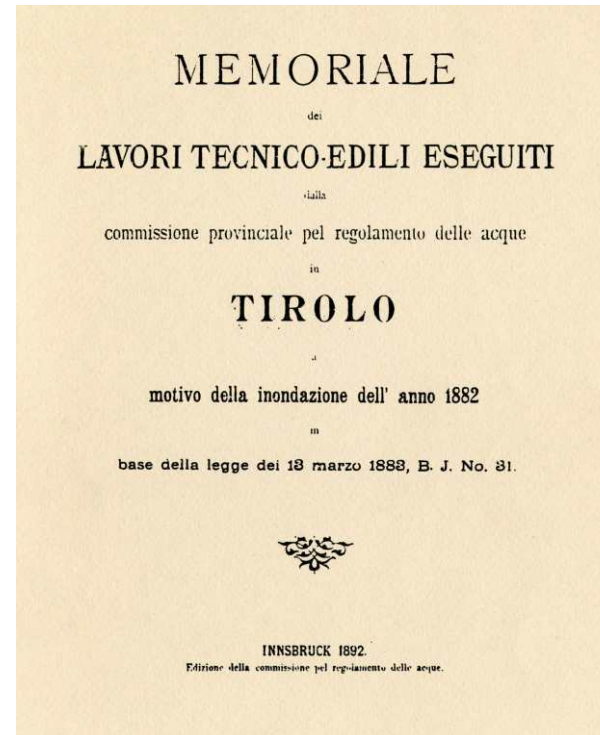 MEMORIALE
dei
LAVORI TECNICO-EDILI ESEGUITI
dalla
commissione provinciale pel regolamento delle acque
in
TIROLO
a
motivo della inondazione dell' anno 1882
in
base della legge dei 13 marzo 1883, B. J. No. 31.
INNSBRUCK 1892.
Edizione della commissione pel regolamento delle acque.